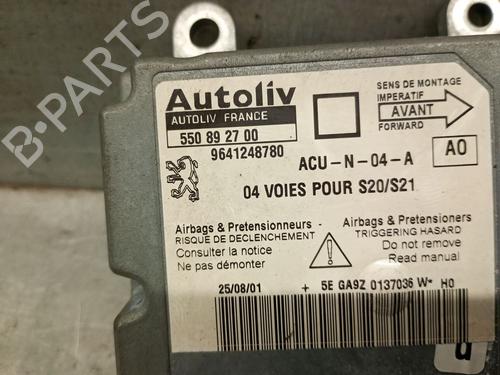 B-PARTS
Autoliv
AUTOLIV FRANCE
550 89 27 00
9641248780
SENS DE MONTAGE
IMPERATIF
AVANT
FORWARD
ACU-N-04-A
A0
04 VOIES POUR S20/S21
Airbags & Pretensionneurs
RISQUE DE DECLENCHEMENT
Consulter la notice
Ne pas démonter
Airbags & Pretensioners
TRIGGERING HASARD
Do not remove
Read manual
25/08/01 + 5E GA9Z 0137036 W* H0